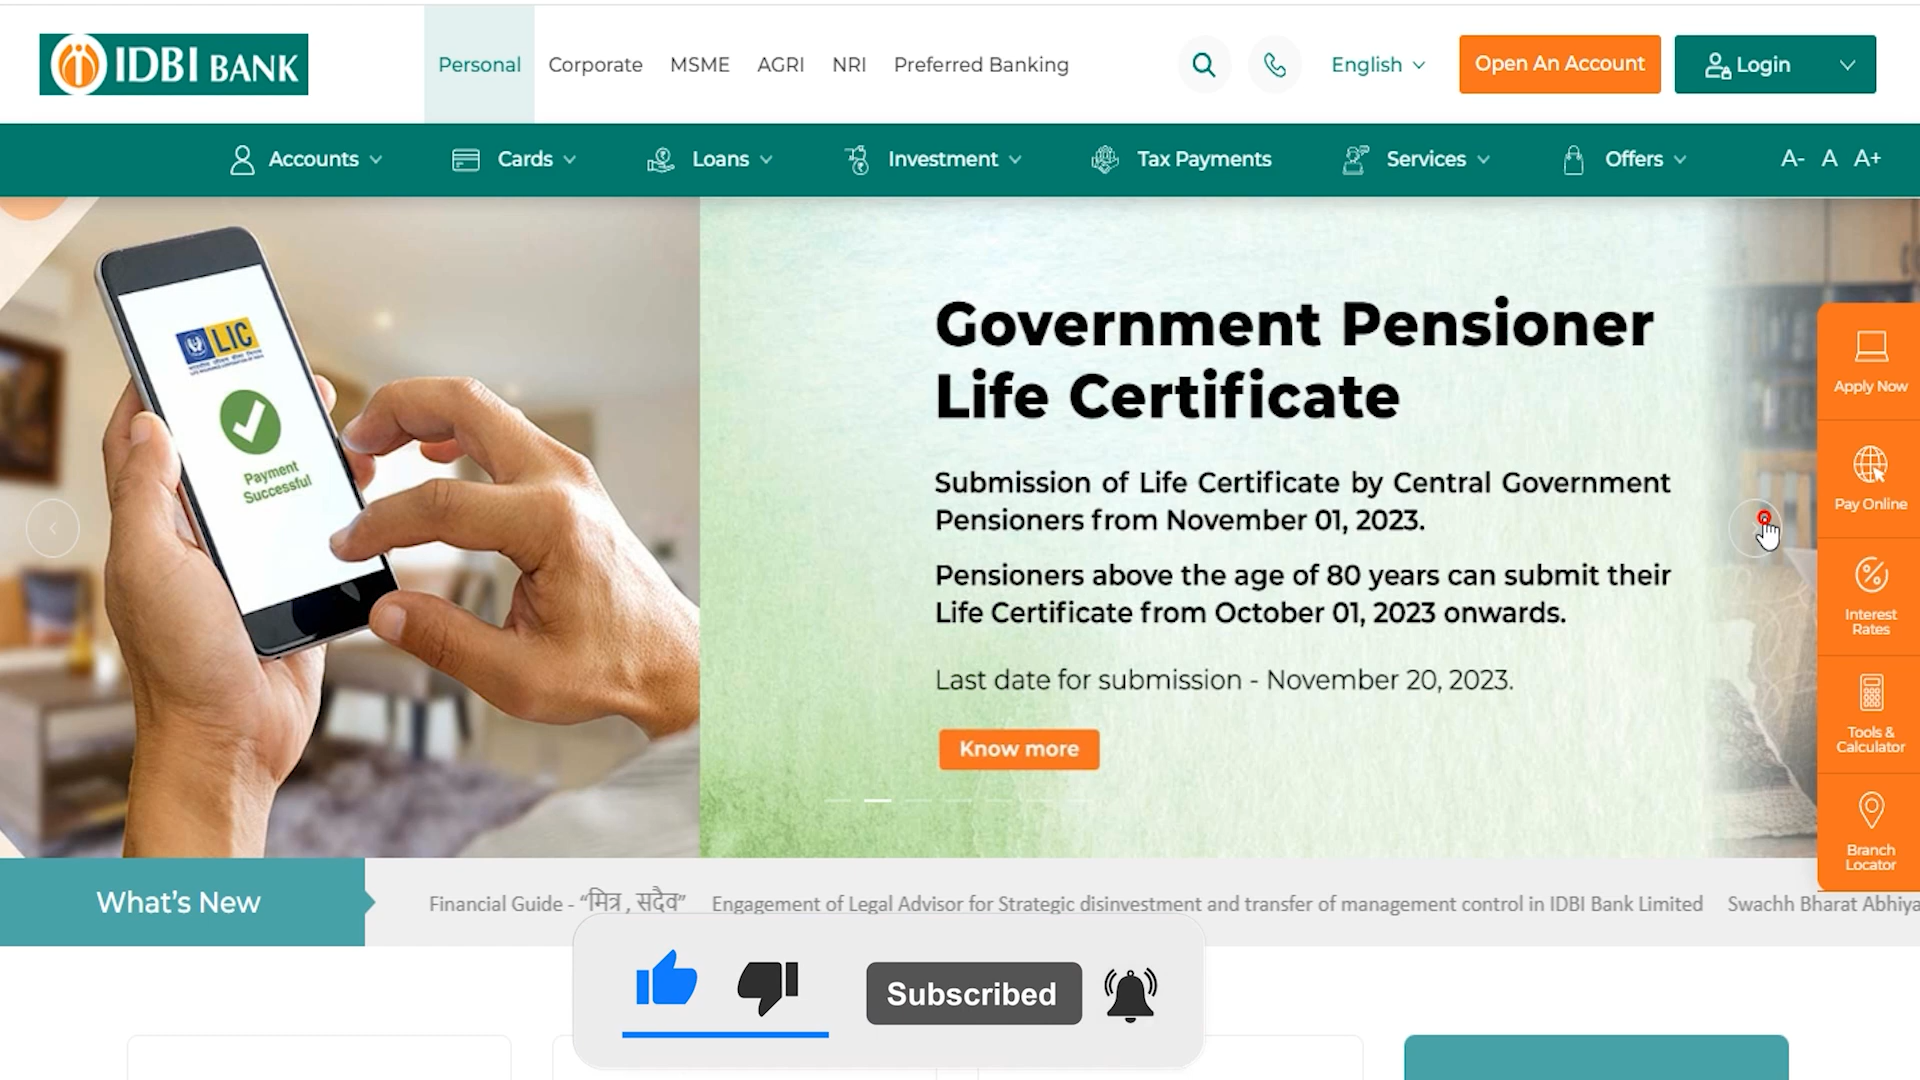 IDBI BANK
Personal
Corporate
MSME
AGRI
NRI
Preferred Banking
English
Open An Account
Login
Accounts
Cards
Loans
Investment
Tax Payments
Services
Offers
A- A A+
LIC
Payment
Successful
Government Pensioner
Life Certificate
Submission of Life Certificate by Central Government
Pensioners from November 01, 2023.
Pensioners above the age of 80 years can submit their
Life Certificate from October 01, 2023 onwards.
Last date for submission - November 20, 2023.
Know more
Apply Now
Pay Online
Interest
Rates
Tools &
Calculator
Branch
Locator
What's New
Financial Guide - “मित्र , सदैव”
Engagement of Legal Advisor for Strategic disinvestment and transfer of management control in IDBI Bank Limited
Swachh Bharat Abhiya
Subscribed